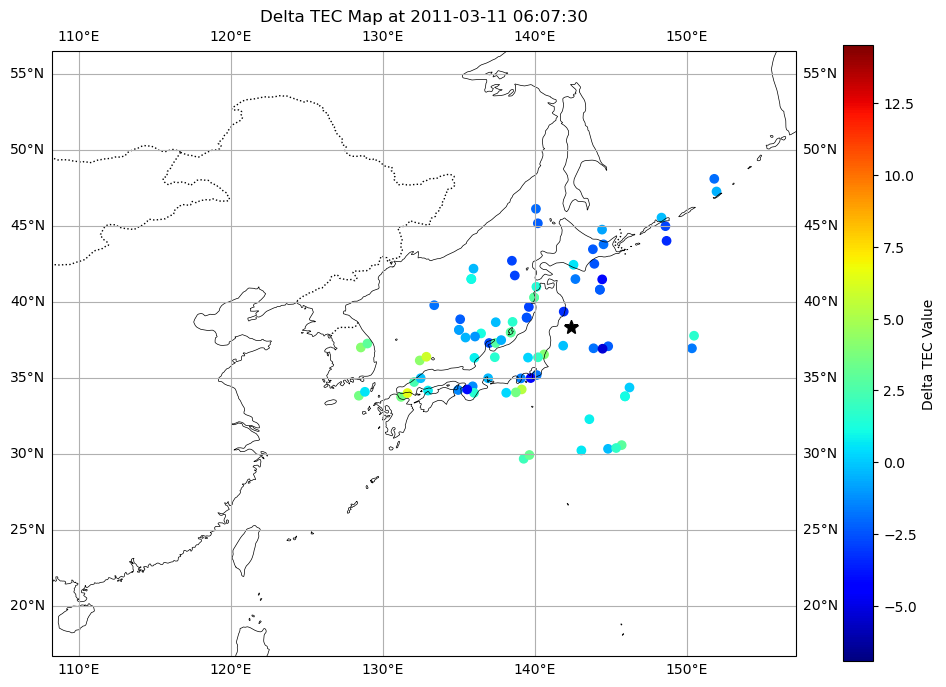 Delta TEC Map at 2011-03-11 06:07:30
110°E 120°E 130°E 140°E 150°E
55°N 55°N
50°N 50°N
45°N 45°N
40°N 40°N
35°N 35°N
30°N 30°N
25°N 25°N
20°N 20°N
110°E 120°E 130°E 140°E 150°E
12.5
10.0
7.5
5.0
2.5
0.0
−2.5
−5.0
Delta TEC Value